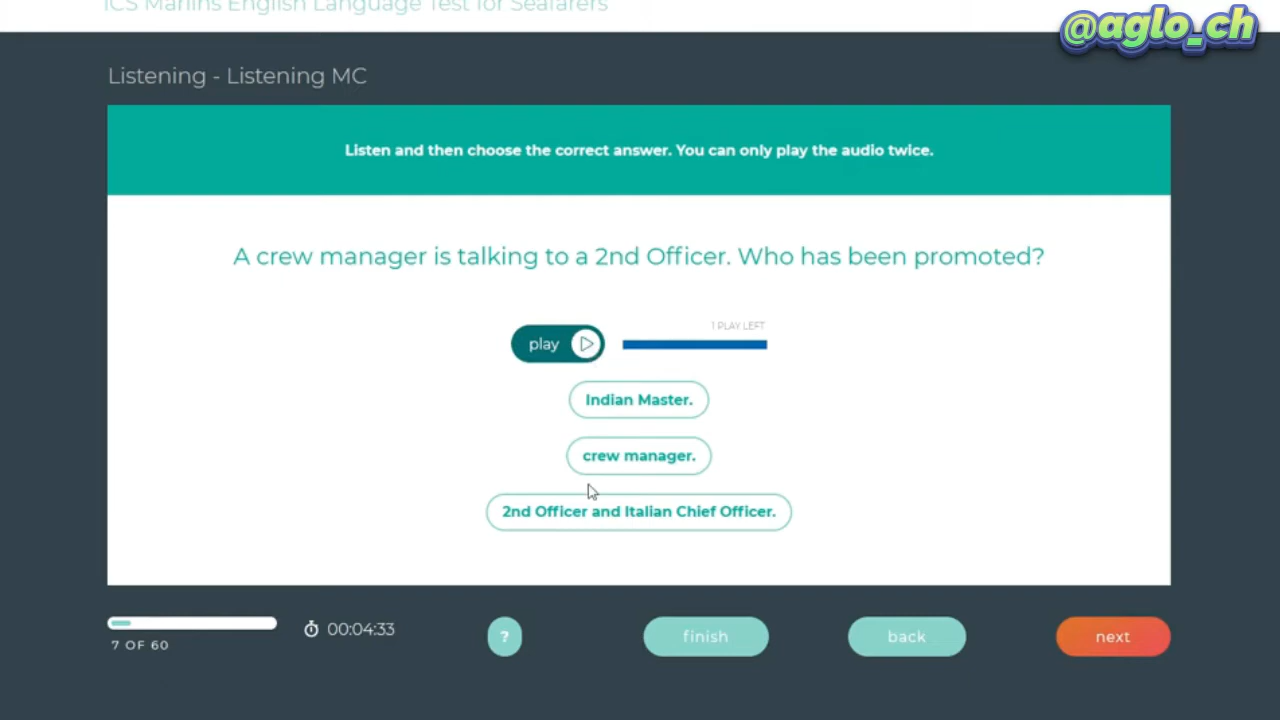 ICS Marlins English Language Test for Seafarers
@aglo_ch
Listening - Listening MC
Listen and then choose the correct answer. You can only play the audio twice.
A crew manager is talking to a 2nd Officer. Who has been promoted?
1 PLAY LEFT
play
Indian Master.
crew manager.
2nd Officer and Italian Chief Officer.
7 OF 60
00:04:33
?
finish
back
next